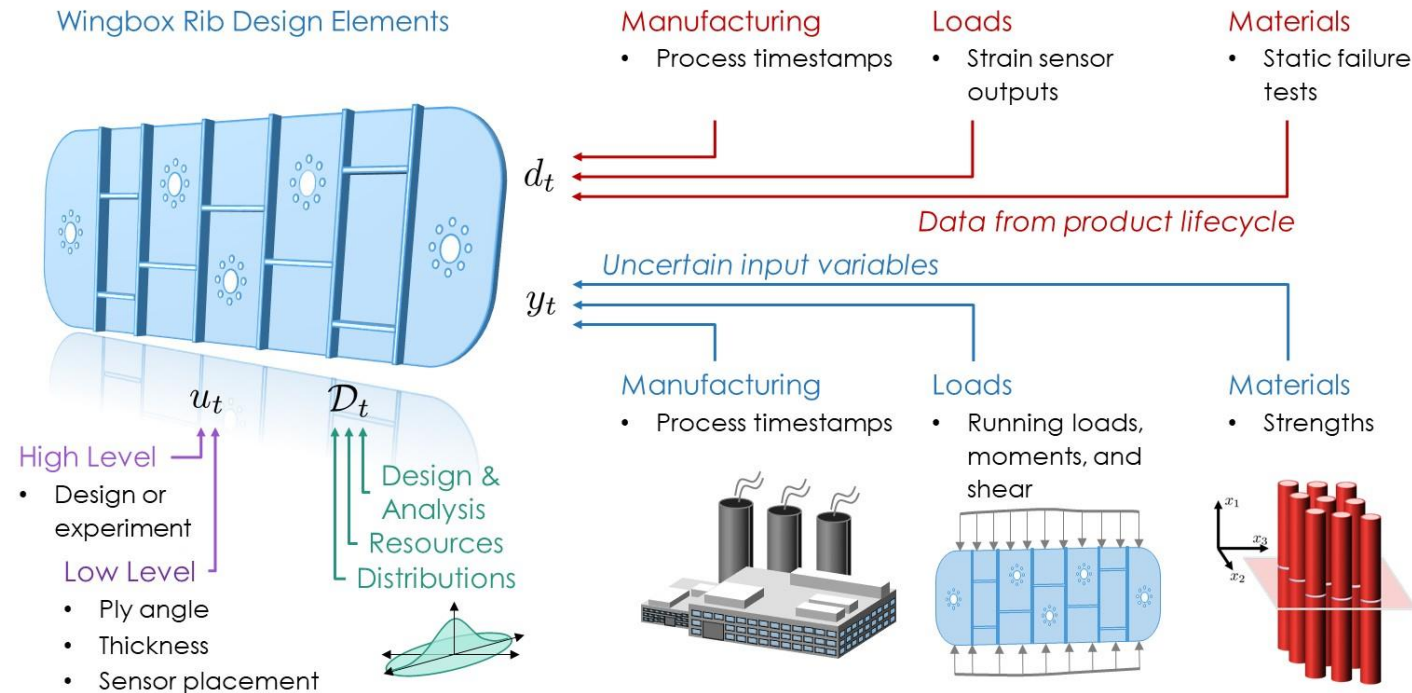 Wingbox Rib Design Elements
Manufacturing
• Process timestamps
Loads
• Strain sensor
outputs
Materials
• Static failure
tests
d_t
Data from product lifecycle
Uncertain input variables
y_t
Manufacturing
• Process timestamps
Loads
• Running loads,
moments, and
shear
Materials
• Strengths
u_t
𝒟_t
High Level
• Design or
experiment
Low Level
• Ply angle
• Thickness
• Sensor placement
Design &
Analysis
Resources
Distributions
x_1
x_3
x_2